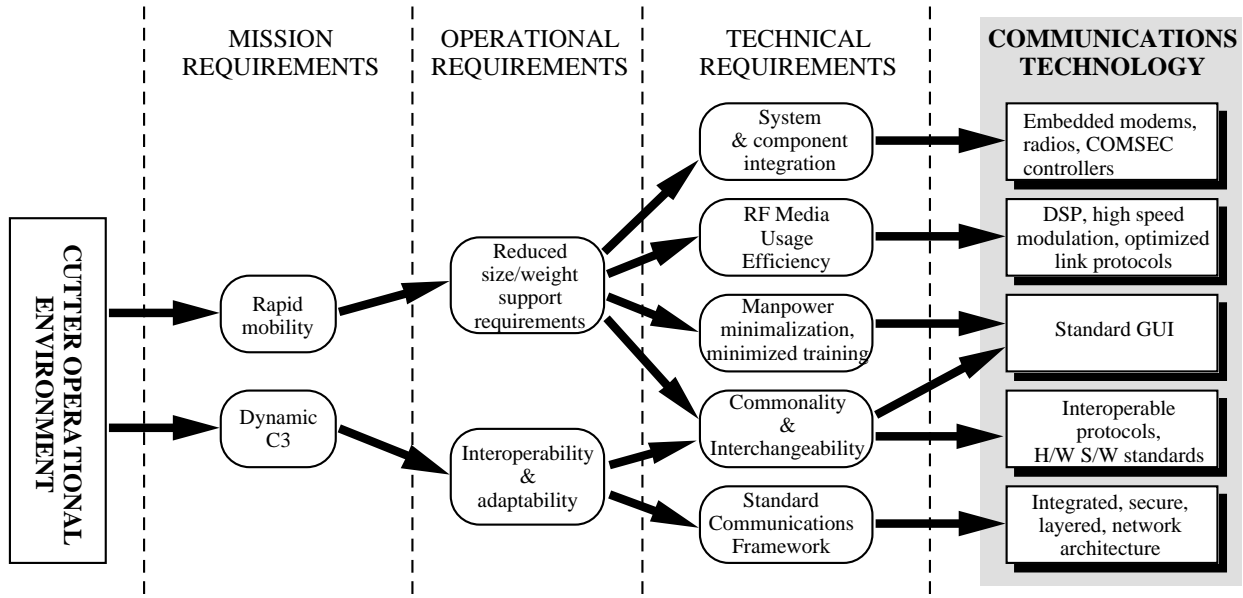 MISSION
REQUIREMENTS
OPERATIONAL
REQUIREMENTS
TECHNICAL
REQUIREMENTS
COMMUNICATIONS
TECHNOLOGY
CUTTER OPERATIONAL
ENVIRONMENT
Rapid
mobility
Dynamic
C3
Reduced
size/weight
support
requirements
Interoperability
&
adaptability
System
& component
integration
RF Media
Usage
Efficiency
Manpower
minimalization,
minimized training
Commonality
&
Interchangeability
Standard
Communications
Framework
Embedded modems,
radios, COMSEC
controllers
DSP, high speed
modulation, optimized
link protocols
Standard GUI
Interoperable
protocols,
H/W S/W standards
Integrated, secure,
layered, network
architecture